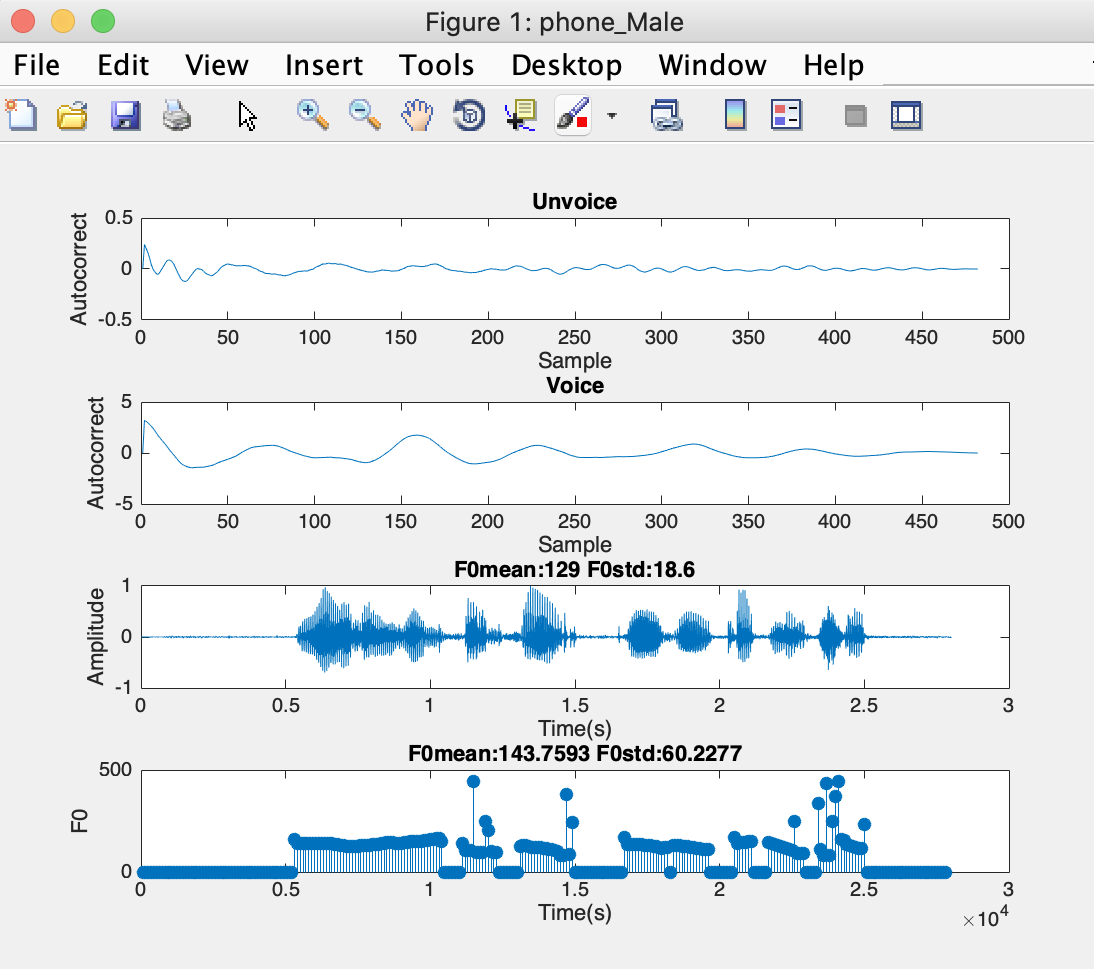 Figure 1: phone_Male
File Edit View Insert Tools Desktop Window Help
Unvoice
Autocorrect
0.5
0
-0.5
0 50 100 150 200 250 300 350 400 450 500
Sample
Voice
Autocorrect
5
0
-5
0 50 100 150 200 250 300 350 400 450 500
Sample
F0mean:129 F0std:18.6
Amplitude
1
0
-1
0 0.5 1 1.5 2 2.5 3
Time(s)
F0mean:143.7593 F0std:60.2277
F0
500
0
0 0.5 1 1.5 2 2.5 3
Time(s)
×10⁴